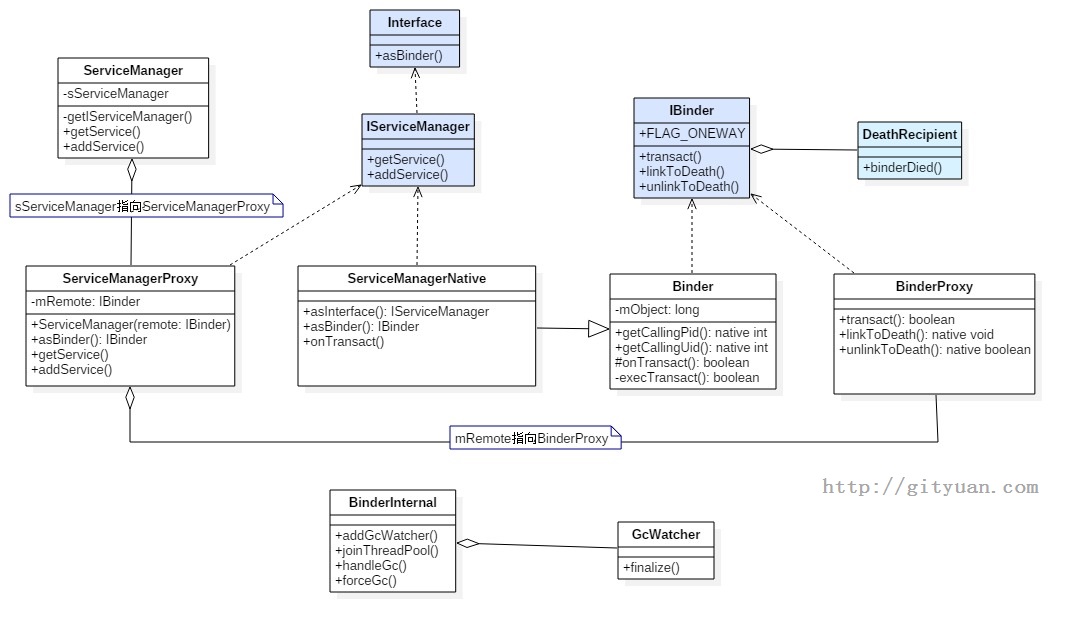 Interface
+asBinder()
ServiceManager
-sServiceManager
-getIServiceManager()
+getService()
+addService()
IServiceManager
+getService()
+addService()
IBinder
+FLAG_ONEWAY
+transact()
+linkToDeath()
+unlinkToDeath()
DeathRecipient
+binderDied()
sServiceManager指向ServiceManagerProxy
ServiceManagerProxy
-mRemote: IBinder
+ServiceManager(remote: IBinder)
+asBinder(): IBinder
+getService()
+addService()
ServiceManagerNative
+asInterface(): IServiceManager
+asBinder(): IBinder
+onTransact()
Binder
-mObject: long
+getCallingPid(): native int
+getCallingUid(): native int
#onTransact(): boolean
-execTransact(): boolean
BinderProxy
+transact(): boolean
+linkToDeath(): native void
+unlinkToDeath(): native boolean
mRemote指向BinderProxy
http://gityuan.com
BinderInternal
+addGcWatcher()
+joinThreadPool()
+handleGc()
+forceGc()
GcWatcher
+finalize()